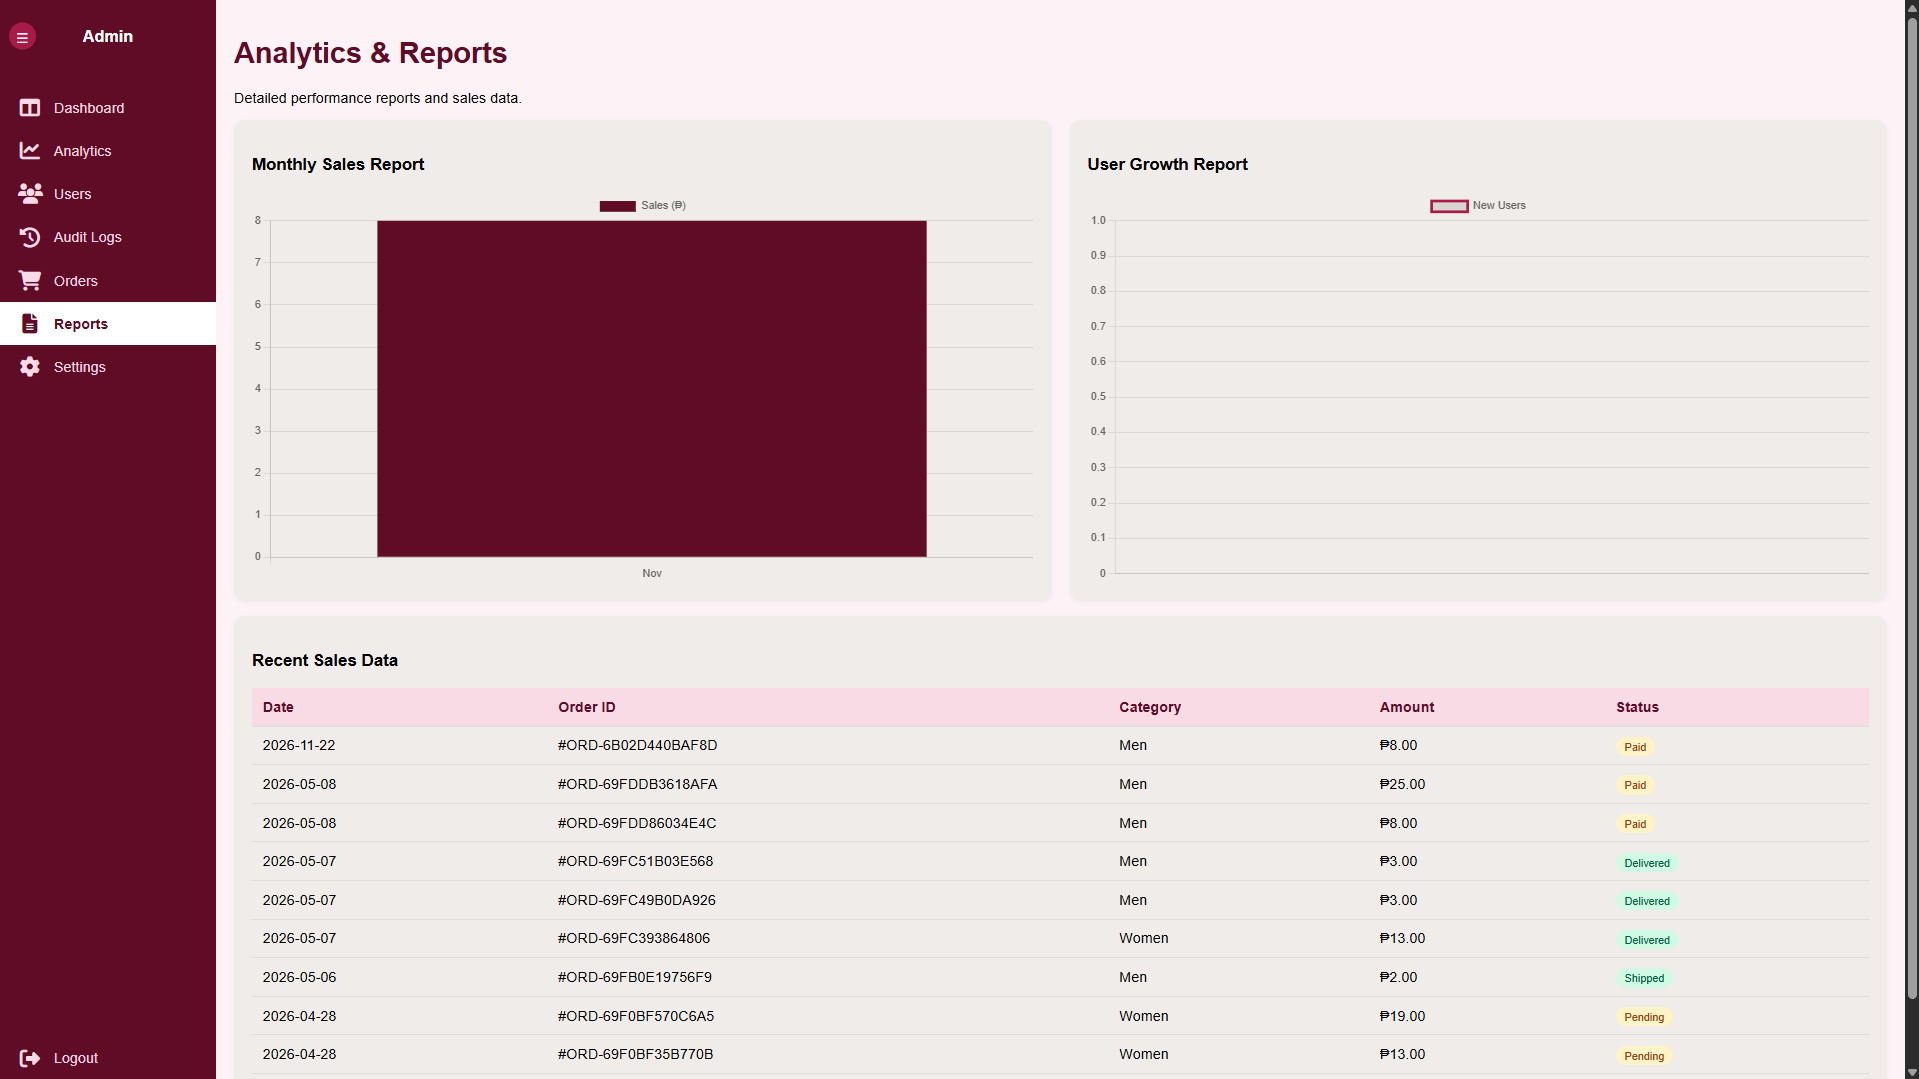 Admin
Dashboard
Analytics
Users
Audit Logs
Orders
Reports
Settings
Logout
Analytics & Reports
Detailed performance reports and sales data.
Monthly Sales Report
Sales (₱)
8
7
6
5
4
3
2
1
0
Nov
User Growth Report
New Users
1.0
0.9
0.8
0.7
0.6
0.5
0.4
0.3
0.2
0.1
0
Recent Sales Data
Date Order ID Category Amount Status
2026-11-22 #ORD-6B02D440BAF8D Men ₱8.00 Paid
2026-05-08 #ORD-69FDDB3618AFA Men ₱25.00 Paid
2026-05-08 #ORD-69FDD86034E4C Men ₱8.00 Paid
2026-05-07 #ORD-69FC51B03E568 Men ₱3.00 Delivered
2026-05-07 #ORD-69FC49B0DA926 Men ₱3.00 Delivered
2026-05-07 #ORD-69FC393864806 Women ₱13.00 Delivered
2026-05-06 #ORD-69FB0E19756F9 Men ₱2.00 Shipped
2026-04-28 #ORD-69F0BF570C6A5 Women ₱19.00 Pending
2026-04-28 #ORD-69F0BF35B770B Women ₱13.00 Pending